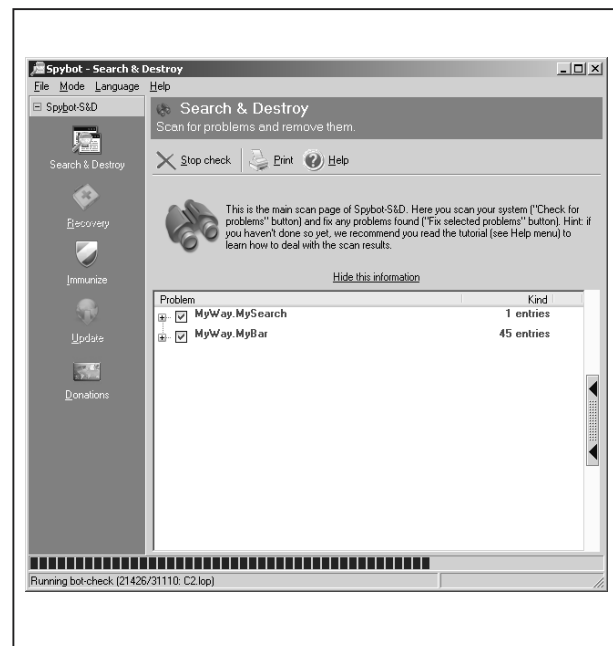 Spybot - Search & Destroy
File Mode Language Help
Spybot-S&D
Search & Destroy
Recovery
Immunize
Update
Donations
Search & Destroy
Scan for problems and remove them.
Stop check Print Help
This is the main scan page of Spybot-S&D. Here you scan your system ("Check for
problems" button) and fix any problems found ("Fix selected problems" button). Hint: if
you haven't done so yet, we recommend you read the tutorial (see Help menu) to
learn how to deal with the scan results.
Hide this information
Problem Kind
MyWay.MySearch 1 entries
MyWay.MyBar 45 entries
Running bot-check (21426/31110: C2.lop)